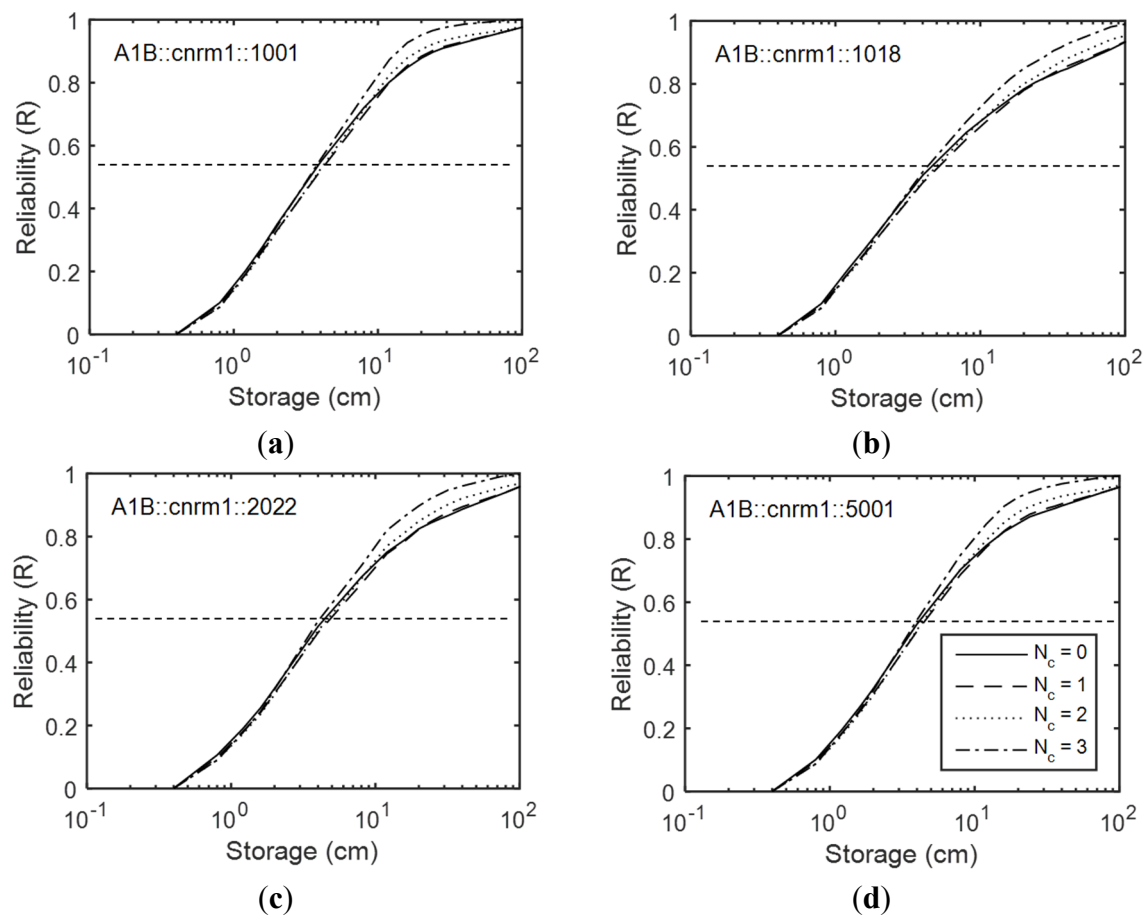 A1B::cnrm1::1001
Reliability (R)
1
0.8
0.6
0.4
0.2
0
10^-1
10^0
10^1
10^2
Storage (cm)
(a)
A1B::cnrm1::1018
Reliability (R)
1
0.8
0.6
0.4
0.2
0
10^-1
10^0
10^1
10^2
Storage (cm)
(b)
A1B::cnrm1::2022
Reliability (R)
1
0.8
0.6
0.4
0.2
0
10^-1
10^0
10^1
10^2
Storage (cm)
(c)
A1B::cnrm1::5001
Reliability (R)
1
0.8
0.6
0.4
0.2
0
N_c = 0
N_c = 1
N_c = 2
N_c = 3
10^-1
10^0
10^1
10^2
Storage (cm)
(d)